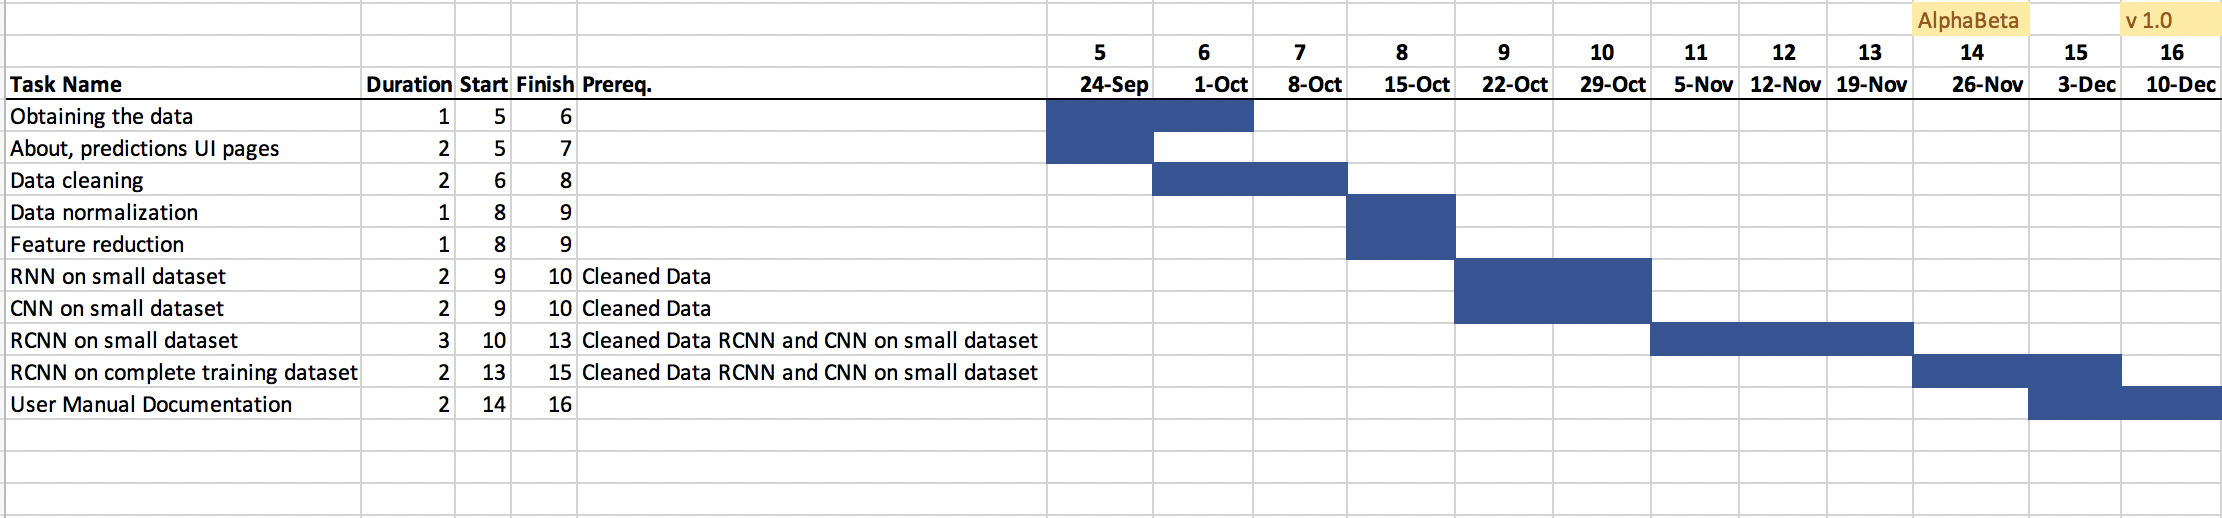 AlphaBeta v 1.0
5 6 7 8 9 10 11 12 13 14 15 16
Task Name Duration Start Finish Prereq. 24-Sep 1-Oct 8-Oct 15-Oct 22-Oct 29-Oct 5-Nov 12-Nov 19-Nov 26-Nov 3-Dec 10-Dec
Obtaining the data 1 5 6
About, predictions UI pages 2 5 7
Data cleaning 2 6 8
Data normalization 1 8 9
Feature reduction 1 8 9
RNN on small dataset 2 9 10 Cleaned Data
CNN on small dataset 2 9 10 Cleaned Data
RCNN on small dataset 3 10 13 Cleaned Data RCNN and CNN on small dataset
RCNN on complete training dataset 2 13 15 Cleaned Data RCNN and CNN on small dataset
User Manual Documentation 2 14 16